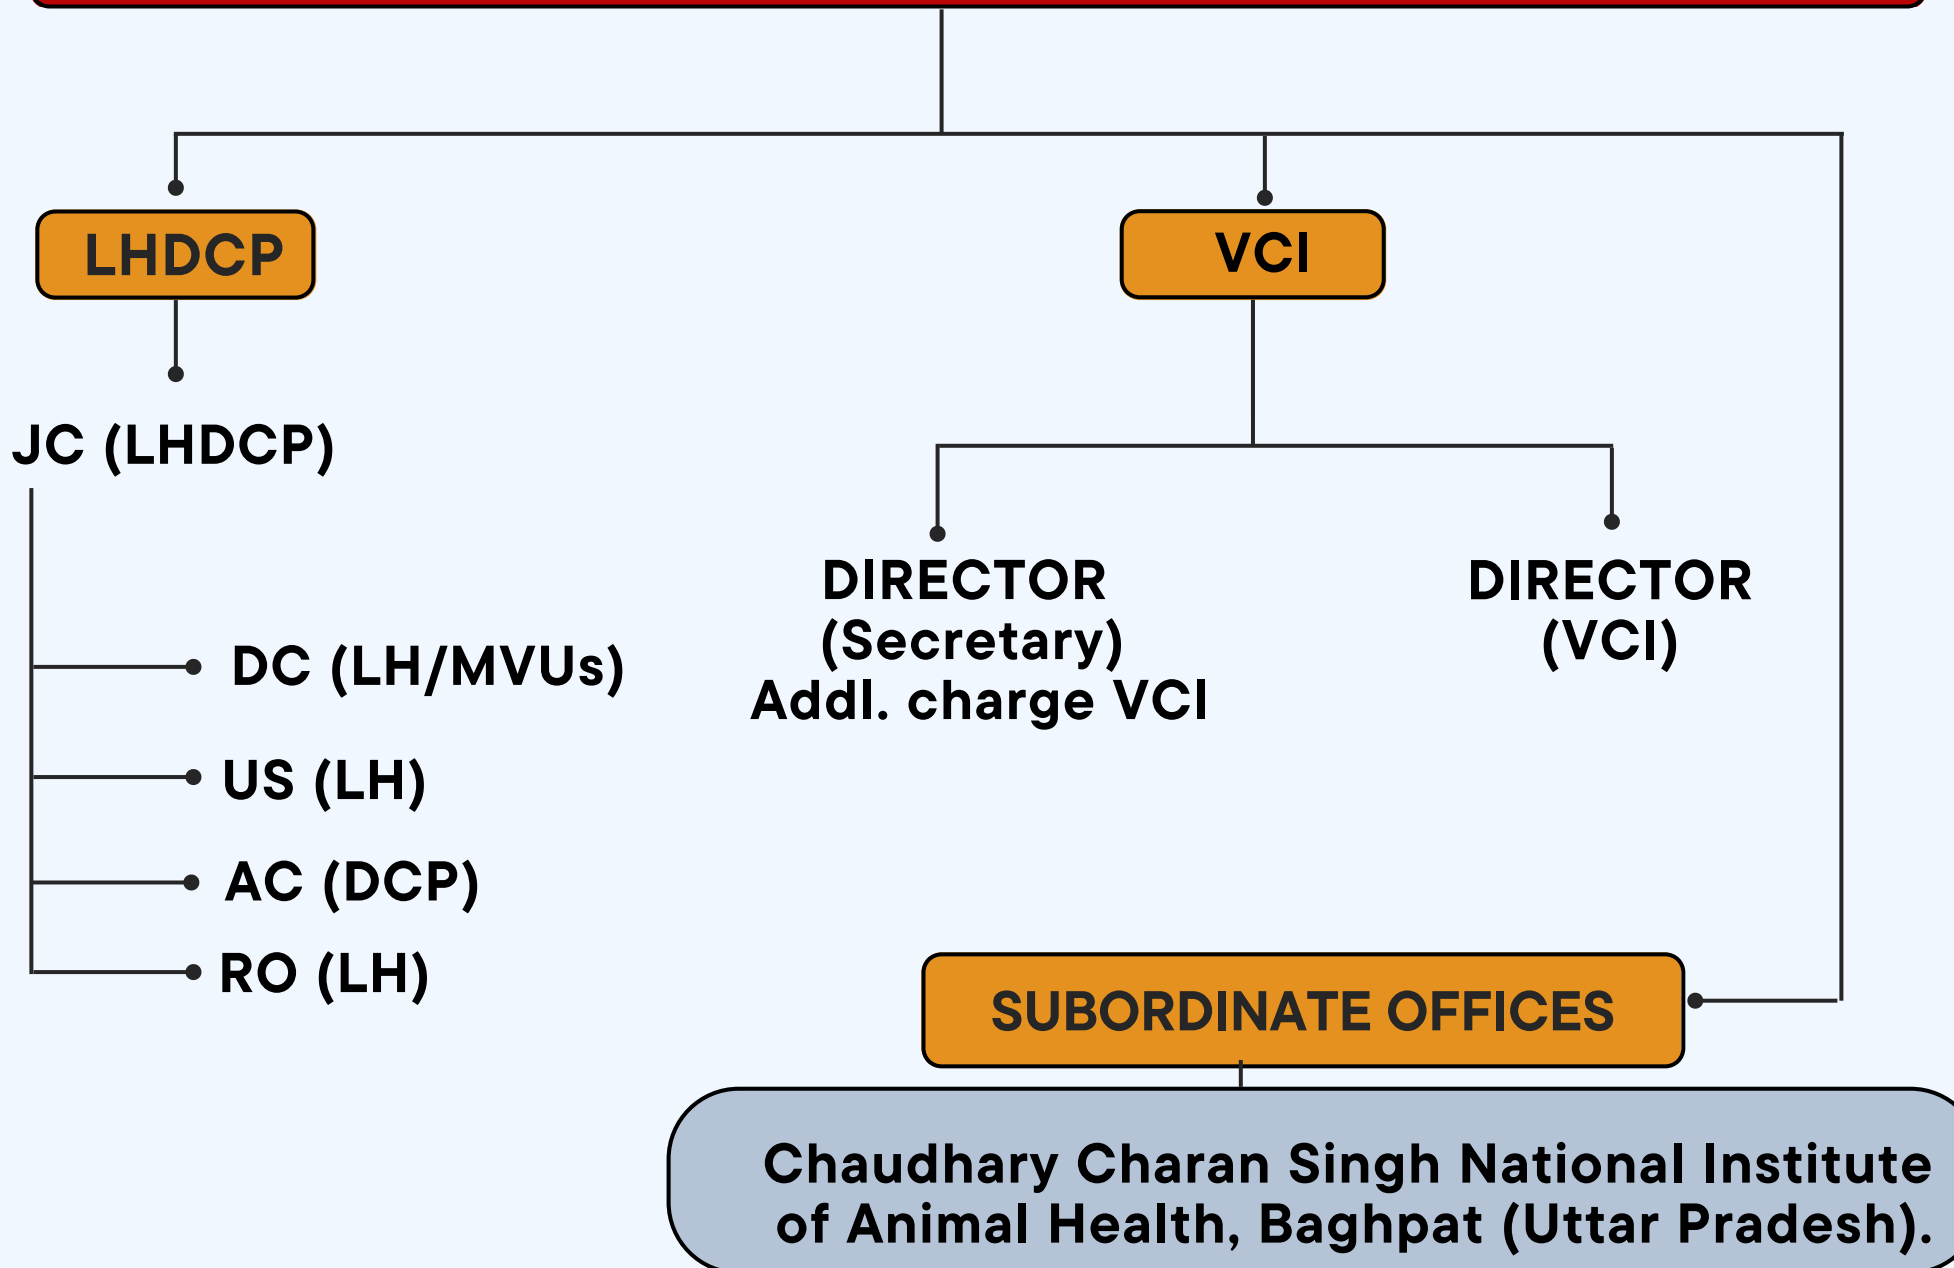 LHDCP
VCI
JC (LHDCP)
DIRECTOR
(Secretary)
Addl. charge VCI
DIRECTOR
(VCI)
DC (LH/MVUs)
US (LH)
AC (DCP)
RO (LH)
SUBORDINATE OFFICES
Chaudhary Charan Singh National Institute
of Animal Health, Baghpat (Uttar Pradesh).